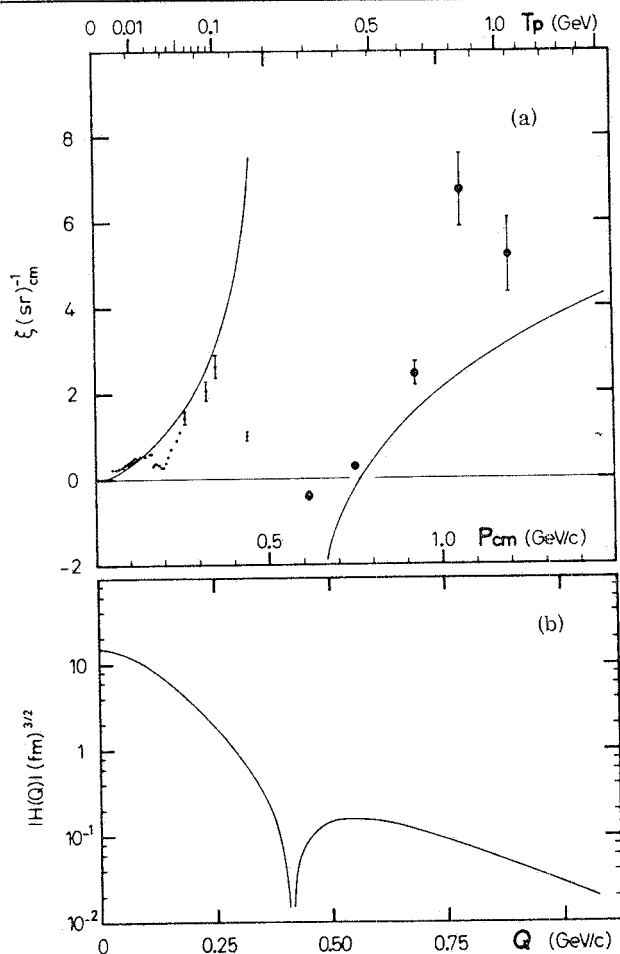 0 0.01 0.1 0.5 1.0 Tp (GeV)
(a)
8
6
4
2
0
-2
ξ (sr)⁻¹cm
0.5 1.0 Pcm (GeV/c)
(b)
10
1
10⁻¹
10⁻²
|H(Q)| (fm)³ᐟ²
0 0.25 0.50 0.75 Q (GeV/c)